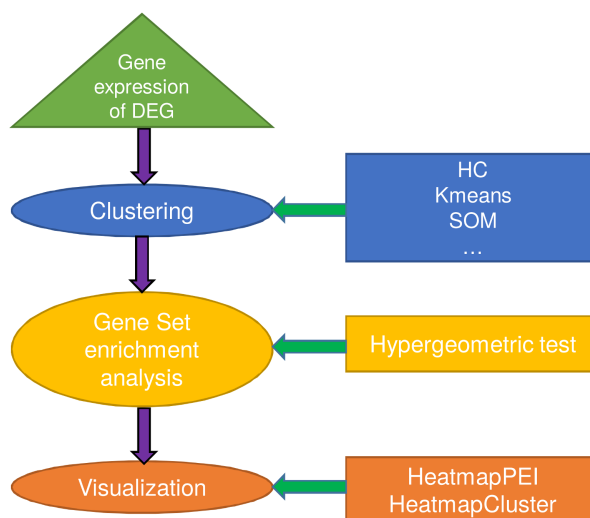 Gene
expression
of DEG
Clustering
HC
Kmeans
SOM
...
Gene Set
enrichment
analysis
Hypergeometric test
Visualization
HeatmapPEI
HeatmapCluster